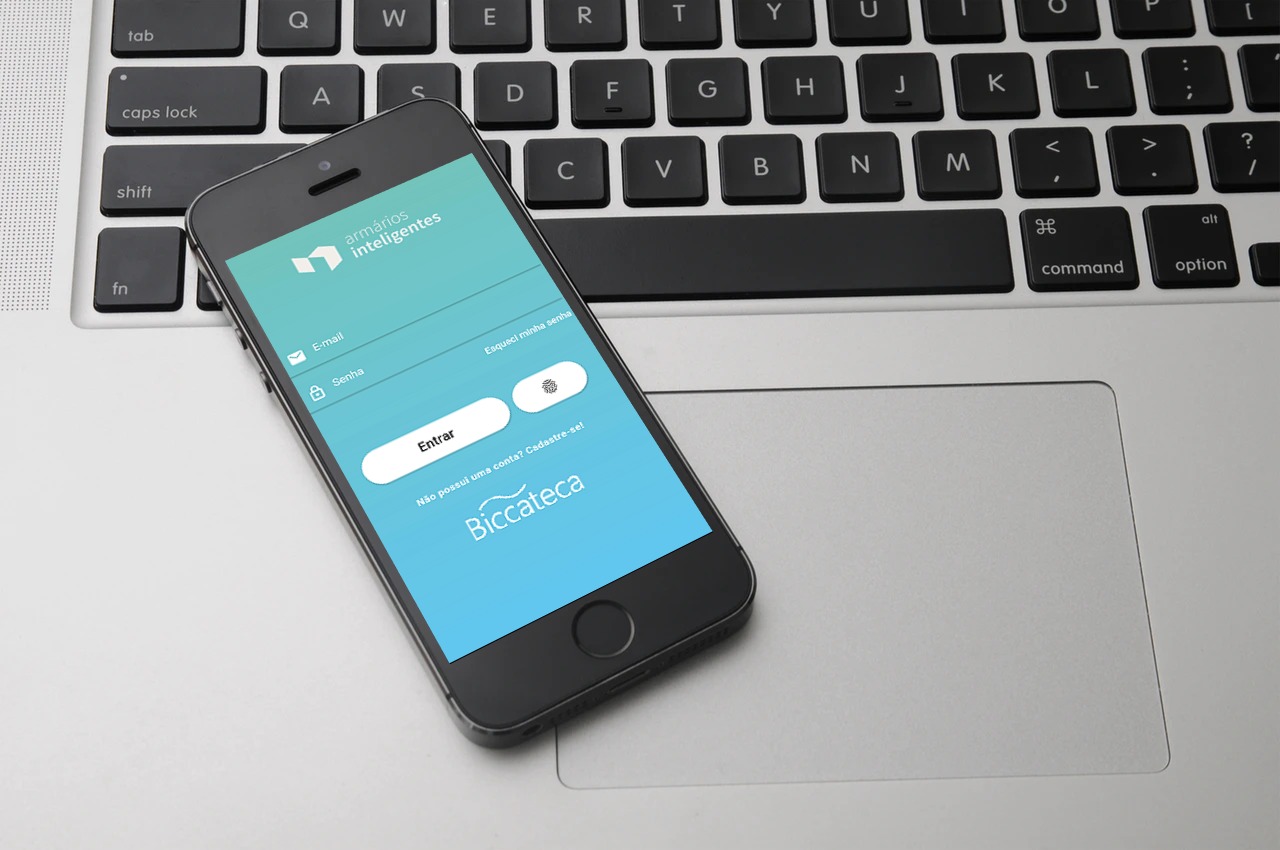 tab Q W E R T Y U I O P [
caps lock A S D F G H J K L : ;
shift C V B N M < , > . ? /
fn ⌘ command alt option
armários
inteligentes
E-mail
Senha
Esqueci minha senha
Entrar
Não possui uma conta? Cadastre-se!
Biccateca